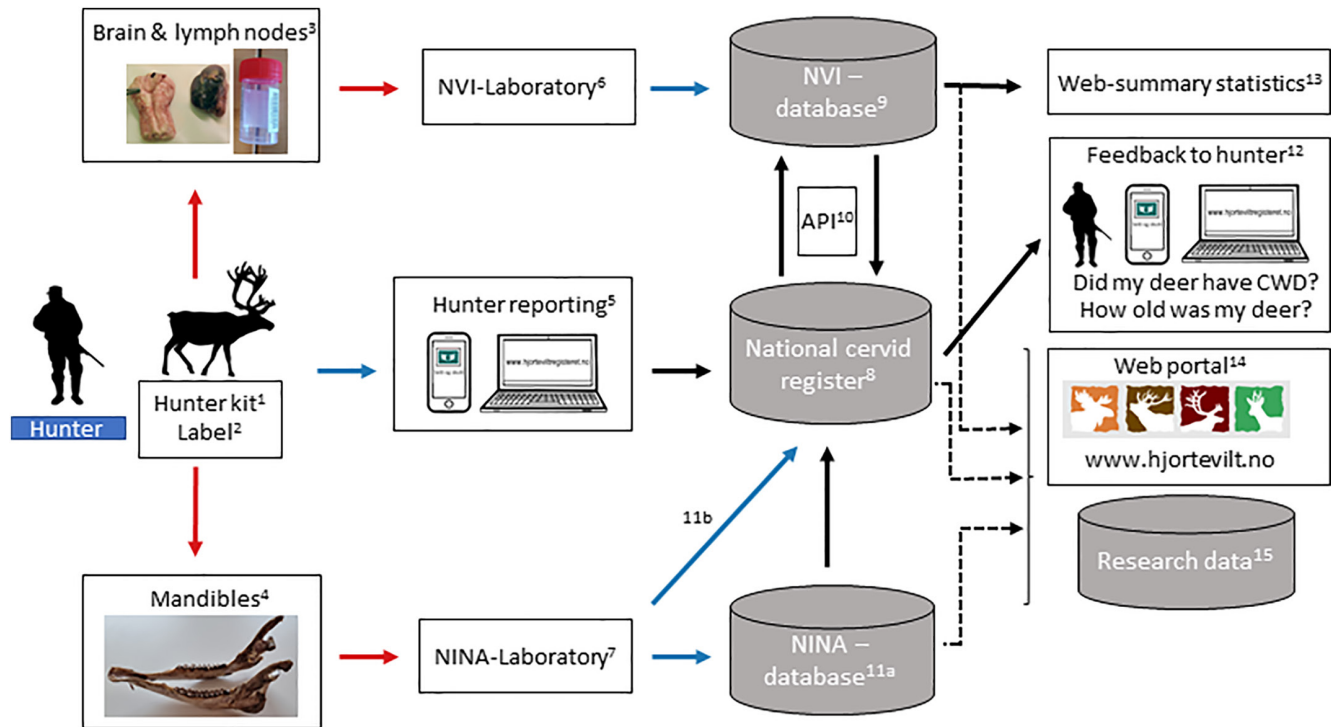 Brain & lymph nodes³
NVI-Laboratory⁶
NVI –
database⁹
Web-summary statistics¹³
Feedback to hunter¹²
www.hjorteviltregisteret.no
Did my deer have CWD?
How old was my deer?
API¹⁰
Hunter reporting⁵
www.hjorteviltregisteret.no
National cervid
register⁸
Hunter
Hunter kit¹
Label²
Web portal¹⁴
www.hjortevilt.no
11b
Research data¹⁵
Mandibles⁴
NINA-Laboratory⁷
NINA –
database¹¹ᵃ